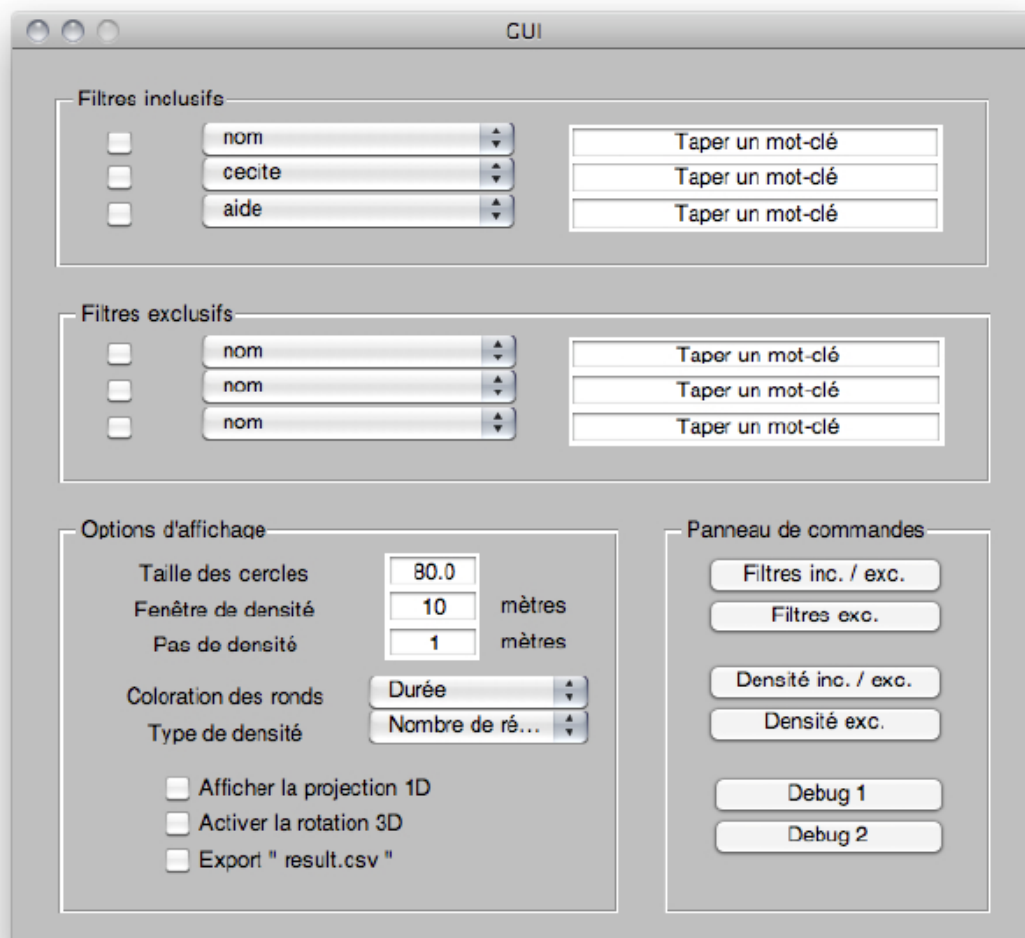 GUI
Filtres inclusifs
nom Taper un mot-clé
cecite Taper un mot-clé
aide Taper un mot-clé
Filtres exclusifs
nom Taper un mot-clé
nom Taper un mot-clé
nom Taper un mot-clé
Options d'affichage
Taille des cercles 80.0
Fenêtre de densité 10 mètres
Pas de densité 1 mètres
Coloration des ronds Durée
Type de densité Nombre de ré...
Afficher la projection 1D
Activer la rotation 3D
Export " result.csv "
Panneau de commandes
Filtres inc. / exc.
Filtres exc.
Densité inc. / exc.
Densité exc.
Debug 1
Debug 2